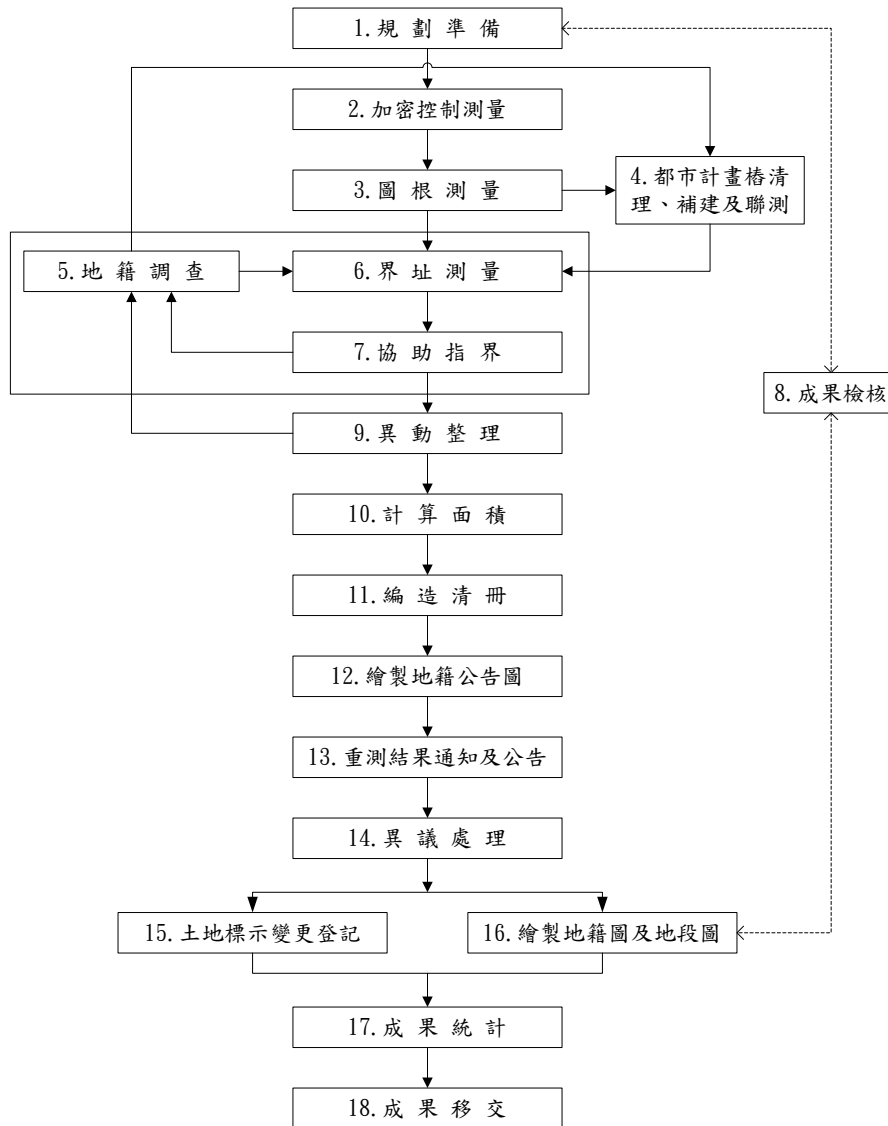 1.規劃準備
2.加密控制測量
3.圖根測量
4.都市計畫樁清
理、補建及聯測
5.地籍調查
6.界址測量
7.協助指界
8.成果檢核
9.異動整理
10.計算面積
11.編造清冊
12.繪製地籍公告圖
13.重測結果通知及公告
14.異議處理
15.土地標示變更登記
16.繪製地籍圖及地段圖
17.成果統計
18.成果移交